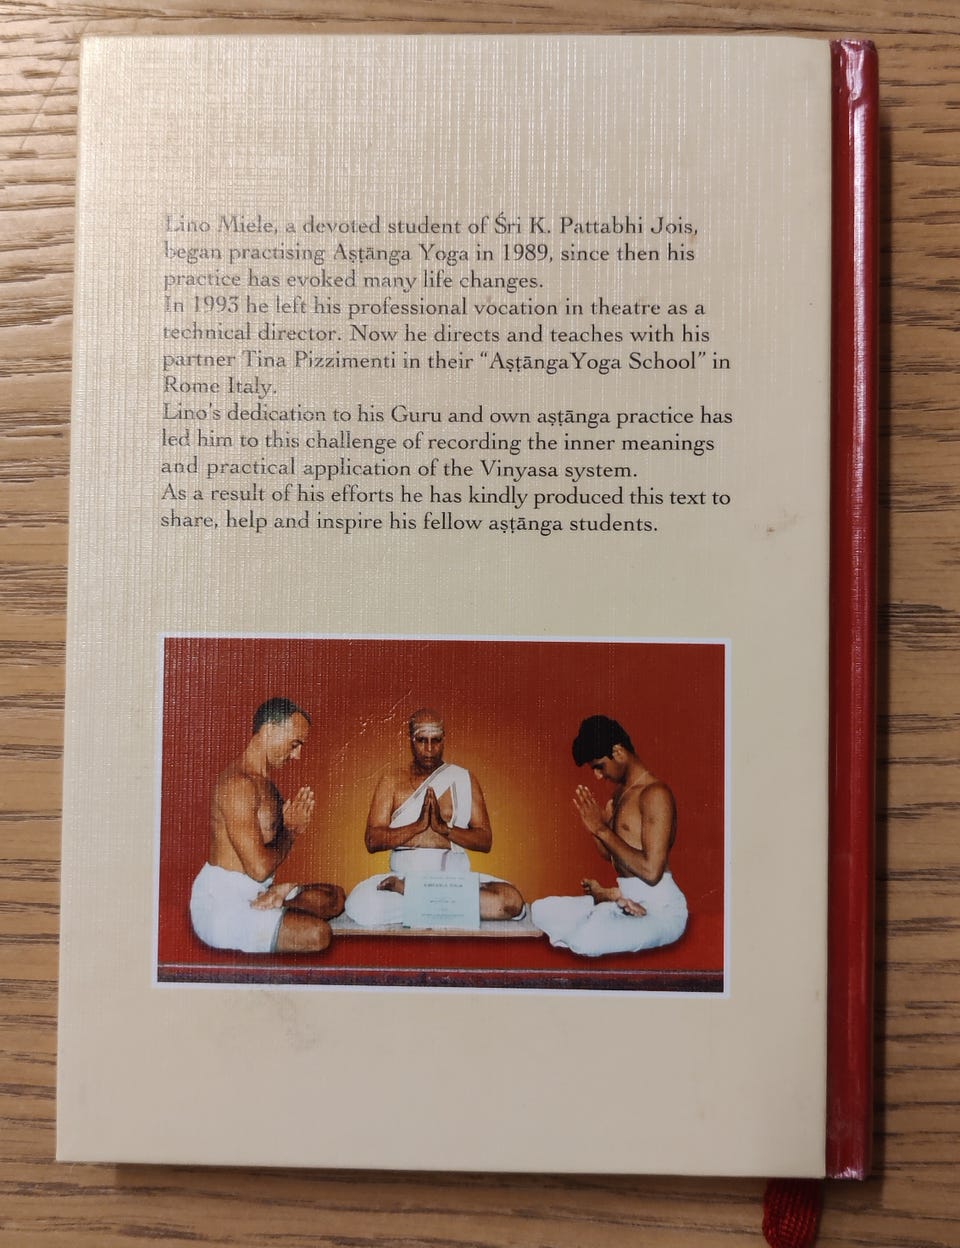 Lino Miele, a devoted student of Śri K. Pattabhi Jois,
began practising Aṣṭānga Yoga in 1989, since then his
practice has evoked many life changes.
In 1993 he left his professional vocation in theatre as a
technical director. Now he directs and teaches with his
partner Tina Pizzimenti in their “Aṣṭānga Yoga School” in
Rome Italy.
Lino's dedication to his Guru and own aṣṭānga practice has
led him to this challenge of recording the inner meanings
and practical application of the Vinyasa system.
As a result of his efforts he has kindly produced this text to
share, help and inspire his fellow aṣṭānga students.